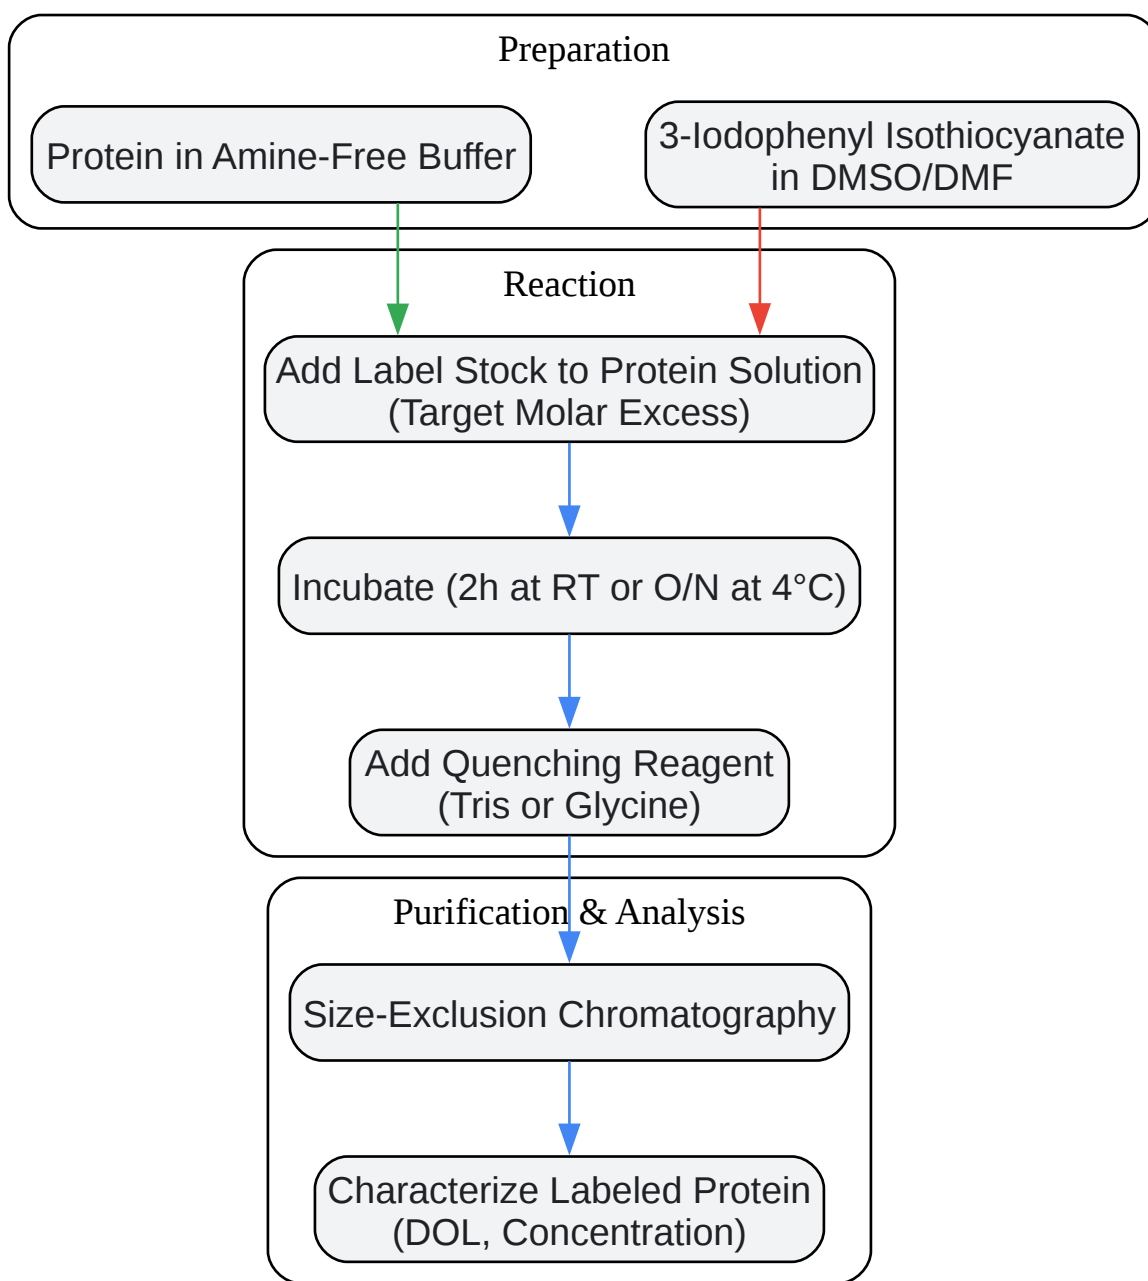 Preparation
Protein in Amine-Free Buffer
3-Iodophenyl Isothiocyanate
in DMSO/DMF
Reaction
Add Label Stock to Protein Solution
(Target Molar Excess)
Incubate (2h at RT or O/N at 4°C)
Add Quenching Reagent
(Tris or Glycine)
Purification & Analysis
Size-Exclusion Chromatography
Characterize Labeled Protein
(DOL, Concentration)